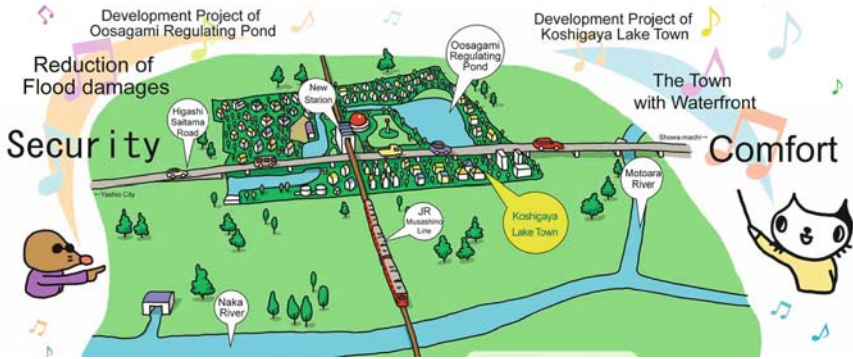 Development Project of
Oosagami Regulating Pond
Reduction of
Flood damages
Security
Development Project of
Koshigaya Lake Town
The Town
with Waterfront
Comfort
Oosagami
Regulating
Pond
New
Station
Higashi
Saitama
Road
Showa-machi→
←Yashio City
Motoara
River
Koshigaya
Lake Town
JR
Musashino
Line
Naka
River